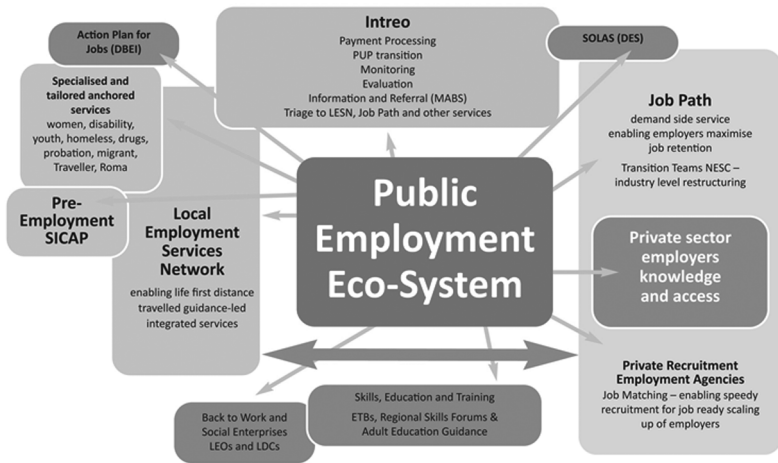 Intreo
Payment Processing
PUP transition
Monitoring
Evaluation
Information and Referral (MABS)
Triage to LESN, Job Path and other services
Action Plan for
Jobs (DBEI)
SOLAS (DES)
Specialised and
tailored anchored
services
women, disability,
youth, homeless, drugs,
probation, migrant,
Traveller, Roma
Pre-
Employment
SICAP
Local
Employment
Services
Network
enabling life first distance
travelled guidance-led
integrated services
Public
Employment
Eco-System
Job Path
demand side service
enabling employers maximise
job retention
Transition Teams NESC –
industry level restructuring
Private sector
employers
knowledge
and access
Private Recruitment
Employment Agencies
Job Matching – enabling speedy
recruitment for job ready scaling
up of employers
Back to Work and
Social Enterprises
LEOs and LDCs
Skills, Education and Training
ETBs, Regional Skills Forums &
Adult Education Guidance